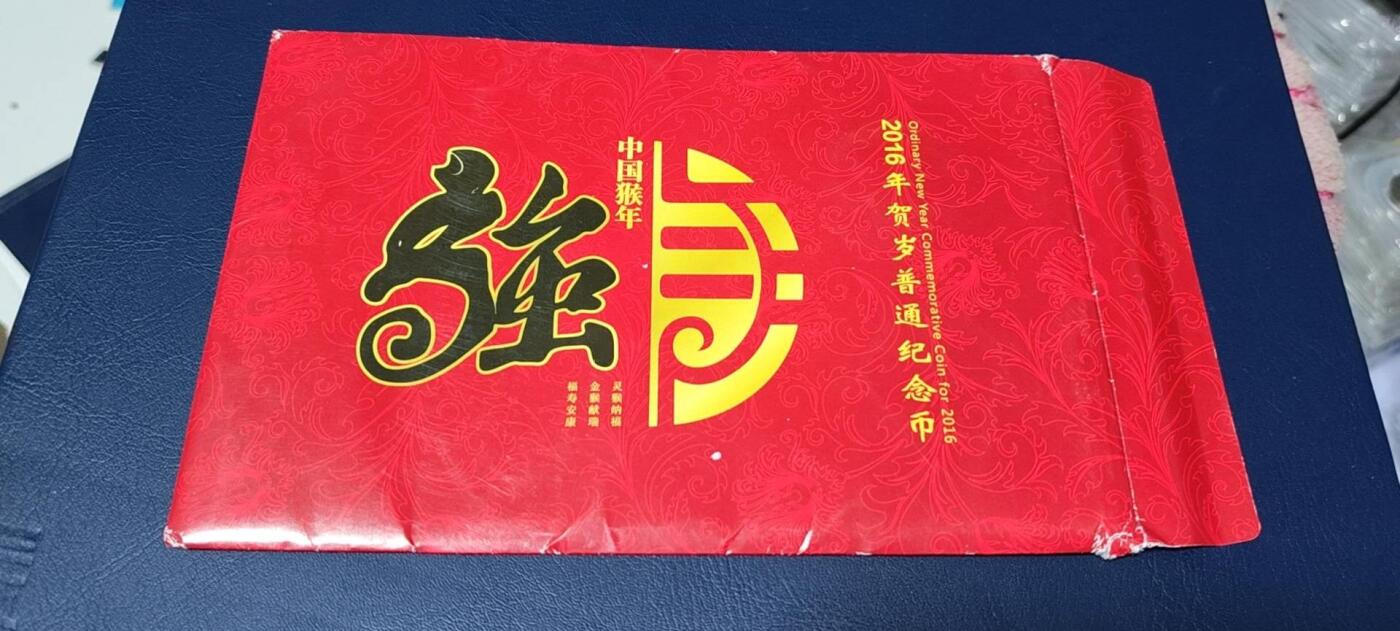 Ordinary New Year Commemorative Coin for 2016
2016年贺岁普通纪念币
中国猴年
強
灵猴纳福
金猴献瑞
福寿安康